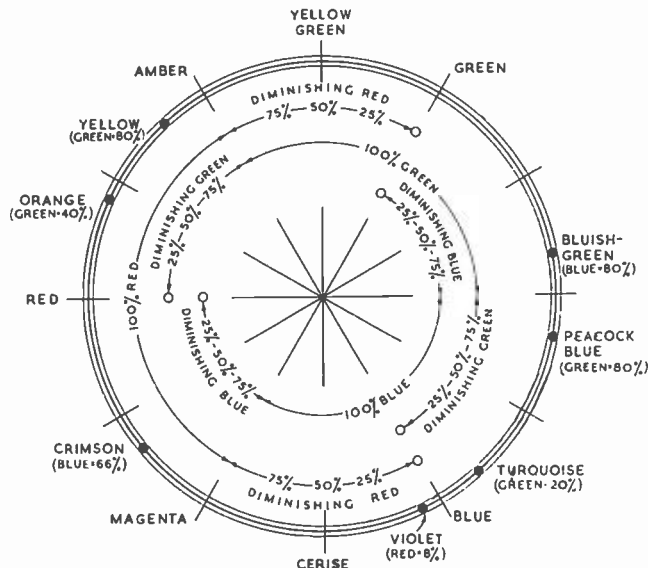 YELLOW
GREEN
AMBER
GREEN
DIMINISHING RED
75% 50% 25%
YELLOW
(GREEN=80%)
100% GREEN
DIMINISHING GREEN
25%-50%-75%
DIMINISHING BLUE
25%-50%-75%
ORANGE
(GREEN=40%)
BLUISH-
GREEN
(BLUE=80%)
RED
100% RED
PEACOCK
BLUE
(GREEN=80%)
25%-50%-75%
DIMINISHING BLUE
25%-50%-75%
DIMINISHING GREEN
100% BLUE
CRIMSON
(BLUE=66%)
75% 50% 25%
DIMINISHING RED
TURQUOISE
(GREEN-20%)
MAGENTA
BLUE
VIOLET
(RED=8%)
CERISE